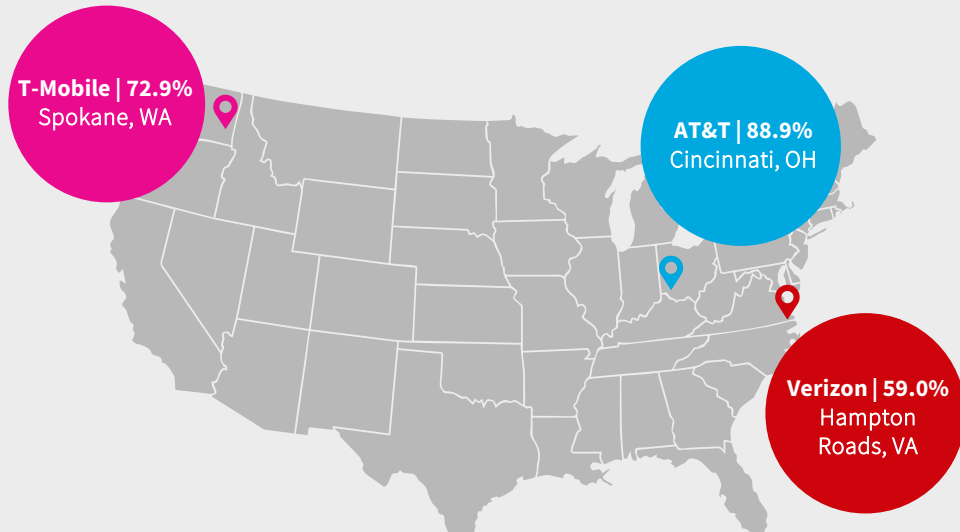 T-Mobile | 72.9%
Spokane, WA
AT&T | 88.9%
Cincinnati, OH
Verizon | 59.0%
Hampton
Roads, VA